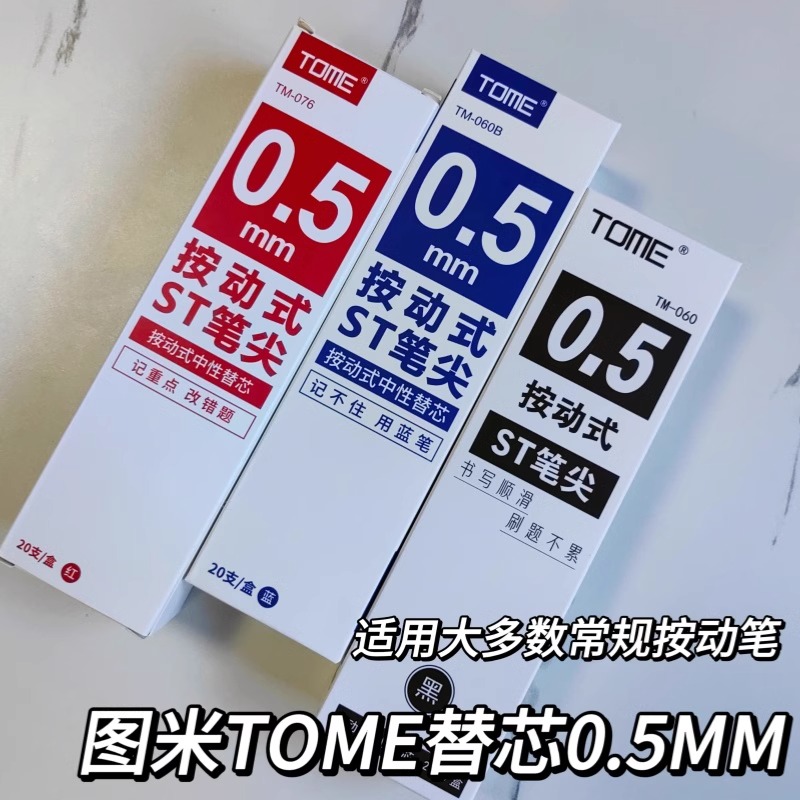 TOME®
TM-076
0.5
mm
按动式
ST笔尖
按动式中性替芯
记重点 改错题
20支/盒 红
TOME®
TM-060B
0.5
mm
按动式
ST笔尖
按动式中性替芯
记不住 用蓝笔
20支/盒 蓝
TOME®
TM-060
0.5
按动式
ST笔尖
书写顺滑
刷题不累
黑
适用大多数常规按动笔
图米TOME替芯0.5MM